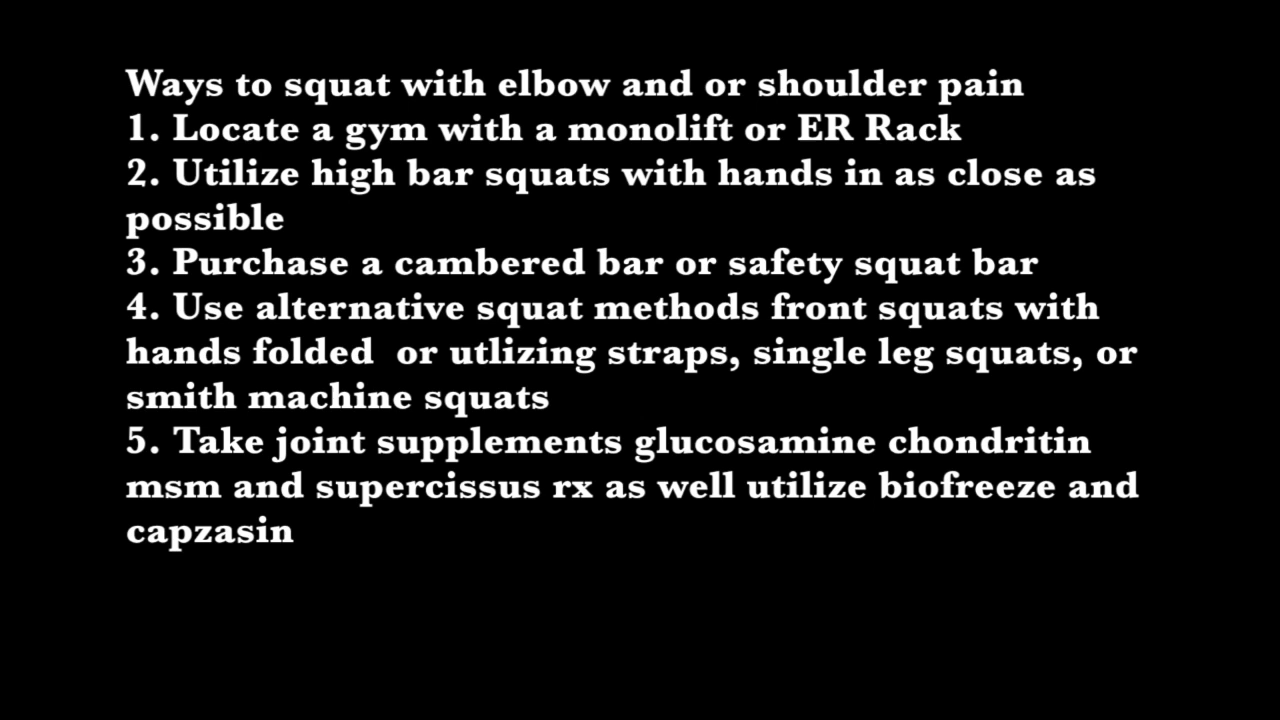 Ways to squat with elbow and or shoulder pain
1. Locate a gym with a monolift or ER Rack
2. Utilize high bar squats with hands in as close as
possible
3. Purchase a cambered bar or safety squat bar
4. Use alternative squat methods front squats with
hands folded  or utlizing straps, single leg squats, or
smith machine squats
5. Take joint supplements glucosamine chondritin
msm and supercissus rx as well utilize biofreeze and
capzasin